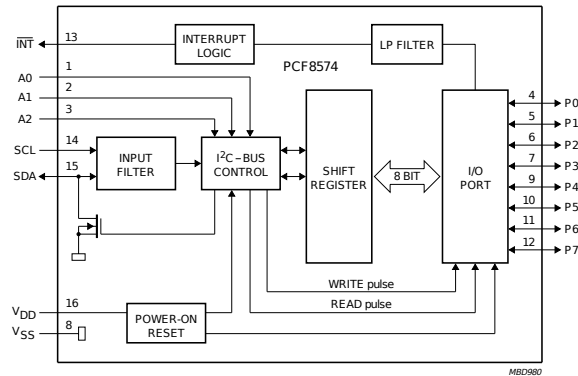 INT 13 INTERRUPT LOGIC LP FILTER
PCF8574
A0 1
A1 2
A2 3
SCL 14
SDA 15
INPUT FILTER
I²C-BUS CONTROL
SHIFT REGISTER
8 BIT
I/O PORT
4 P0
5 P1
6 P2
7 P3
9 P4
10 P5
11 P6
12 P7
WRITE pulse
READ pulse
VDD 16
VSS 8
POWER-ON RESET
MBD980